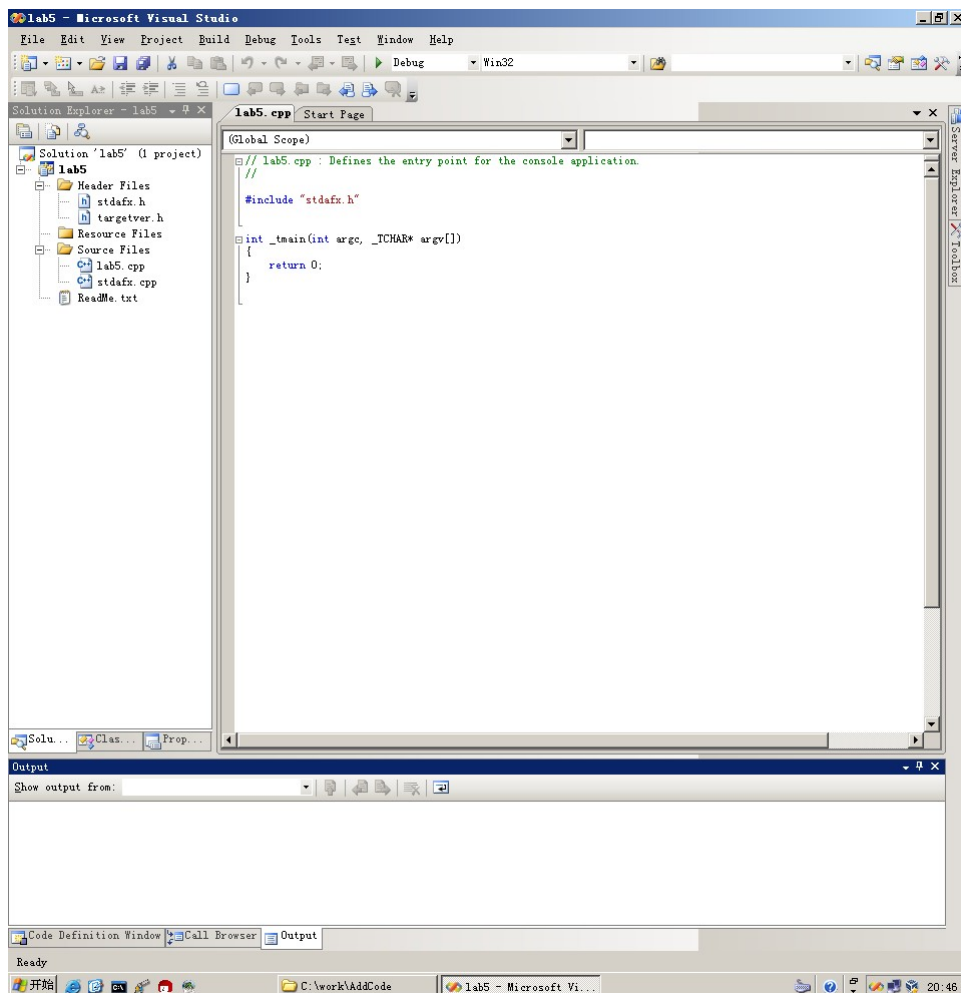 lab5 - Microsoft Visual Studio
File Edit View Project Build Debug Tools Test Window Help
Debug Win32
Solution Explorer - lab5
lab5.cpp Start Page
(Global Scope)
Solution 'lab5' (1 project)
lab5
Header Files
stdafx.h
targetver.h
Resource Files
Source Files
lab5.cpp
stdafx.cpp
ReadMe.txt
// lab5.cpp : Defines the entry point for the console application.
//
#include "stdafx.h"
int _tmain(int argc, _TCHAR* argv[])
{
return 0;
}
Server Explorer
Toolbox
Solu... Clas... Prop...
Output
Show output from:
Code Definition Window Call Browser Output
Ready
开始 C:\work\AddCode lab5 - Microsoft Vi... 20:46